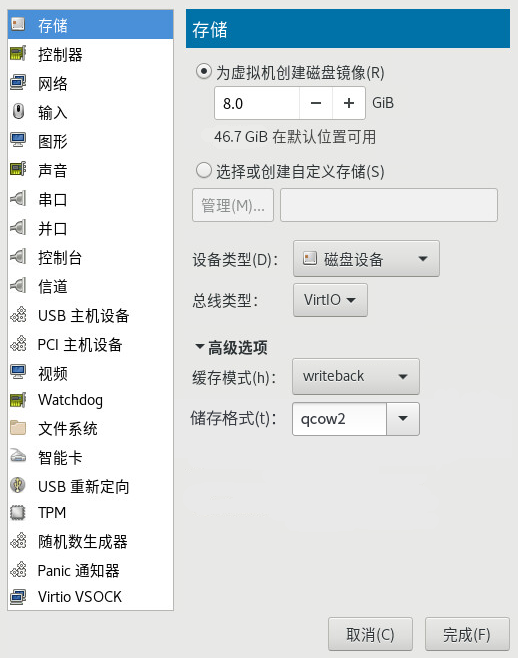 存储
控制器
网络
输入
图形
声音
串口
并口
控制台
信道
USB 主机设备
PCI 主机设备
视频
Watchdog
文件系统
智能卡
USB 重新定向
TPM
随机数生成器
Panic 通知器
Virtio VSOCK
存储
为虚拟机创建磁盘镜像(R)
8.0 − + GiB
46.7 GiB 在默认位置可用
选择或创建自定义存储(S)
管理(M)...
设备类型(D): 磁盘设备
总线类型: VirtIO
高级选项
缓存模式(h): writeback
储存格式(t): qcow2
取消(C) 完成(F)